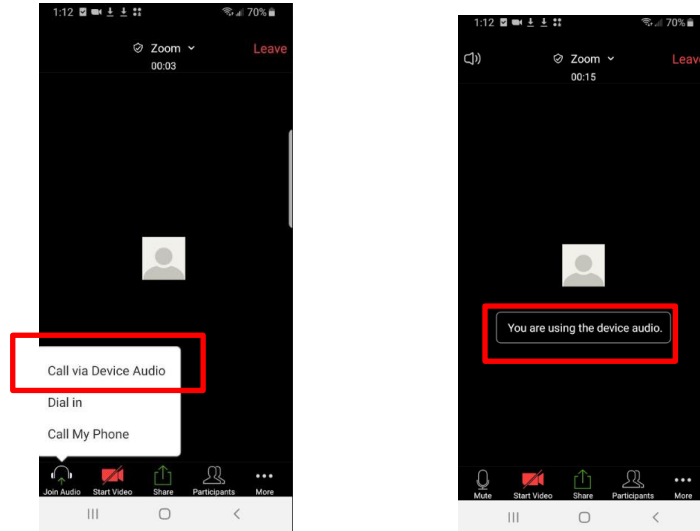 1:12 70%
Zoom Leave
00:03
Call via Device Audio
Dial in
Call My Phone
Join Audio Start Video Share Participants More
1:12 70%
Zoom Leave
00:15
You are using the device audio.
Mute Start Video Share Participants More